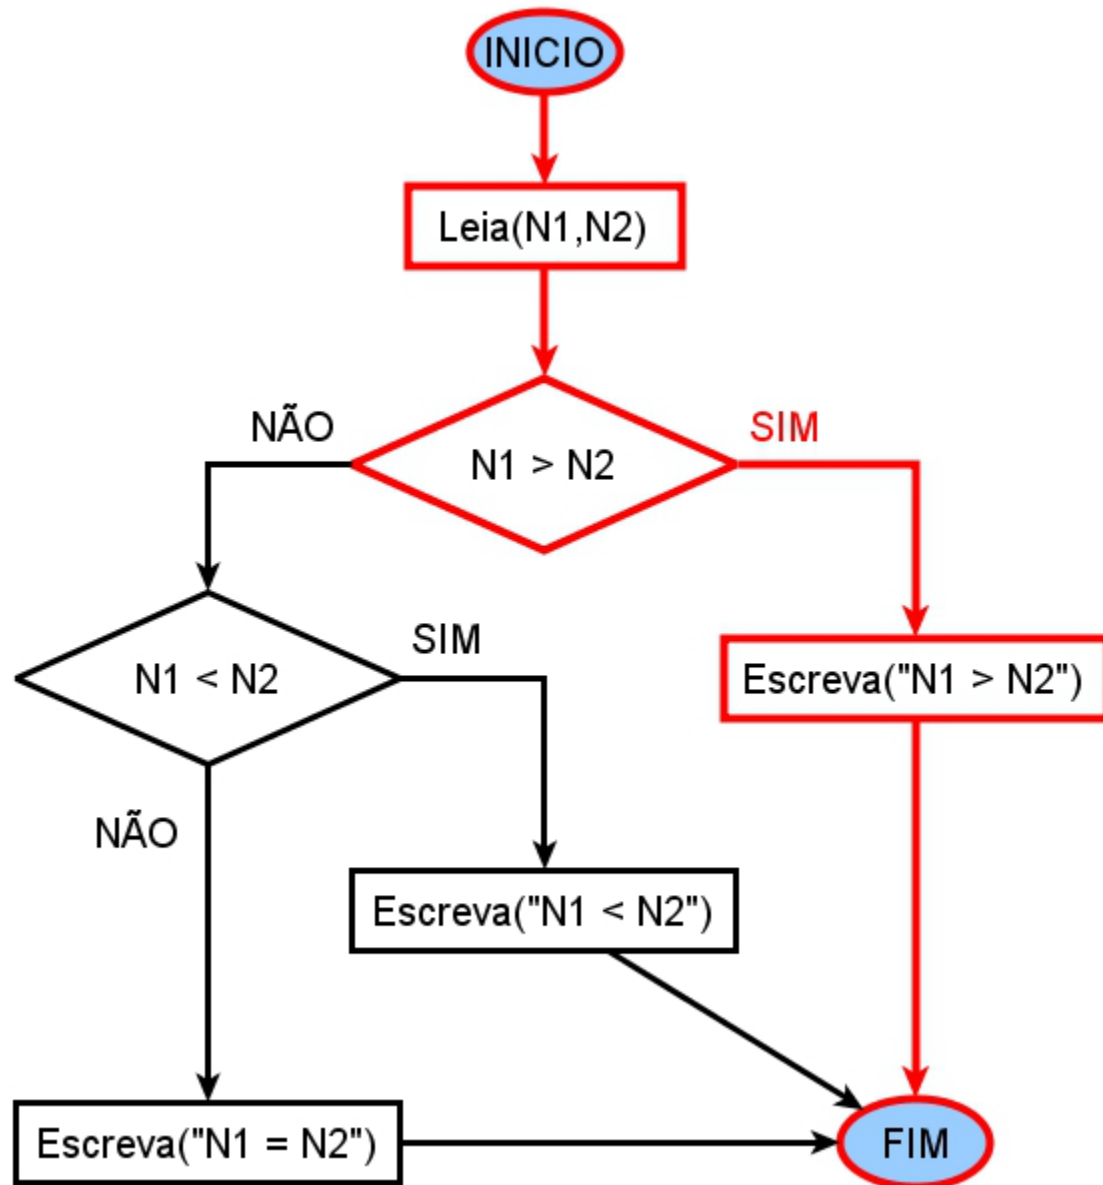 INICIO
Leia(N1,N2)
NÃO
SIM
N1 > N2
SIM
N1 < N2
Escreva("N1 > N2")
NÃO
Escreva("N1 < N2")
Escreva("N1 = N2")
FIM